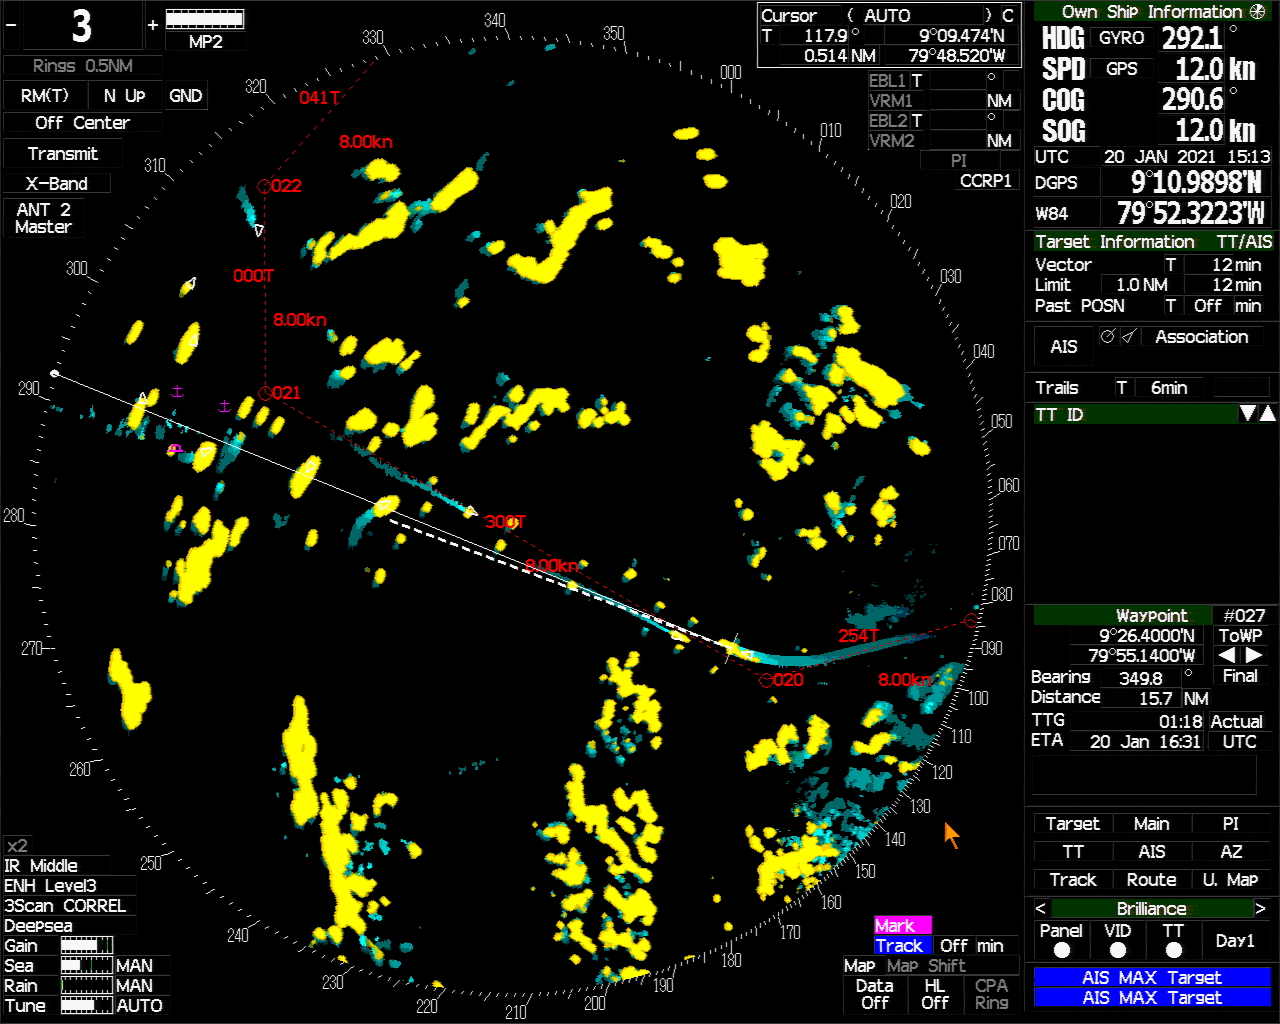 − 3 +
MP2
Rings 0.5NM
RM(T) N Up GND
Off Center
Transmit
X-Band
ANT 2
Master
Cursor ( AUTO ) C
T 117.9° 9°09.474'N
0.514 NM 79°48.520'W
EBL1 T °
VRM1 NM
EBL2 T °
VRM2 NM
PI
CCRP1
340
330
350
320
000
310
010
300
020
290
030
280
040
270
050
260
060
250
070
240
080
230
090
220
100
210
110
200
120
190
130
180
140
170
150
160
041T
8.00kn
022
000T
8.00kn
021
300T
8.00kn
254T
020
8.00kn
x2
IR Middle
ENH Level3
3Scan CORREL
Deepsea
Gain
Sea MAN
Rain MAN
Tune AUTO
Mark
Track Off min
Map Map Shift
Data Off
HL Off
CPA Ring
Own Ship Information
HDG GYRO 292.1°
SPD GPS 12.0 kn
COG 290.6°
SOG 12.0 kn
UTC 20 JAN 2021 15:13
DGPS 9°10.9898'N
W84 79°52.3223'W
Target Information TT/AIS
Vector T 12 min
Limit 1.0 NM 12 min
Past POSN T Off min
AIS Association
Trails T 6min
TT ID
Waypoint #027
9°26.4000'N ToWP
79°55.1400'W
Bearing 349.8° Final
Distance 15.7 NM
TTG 01:18 Actual
ETA 20 Jan 16:31 UTC
Target Main PI
TT AIS AZ
Track Route U. Map
< Brilliance >
Panel VID TT Day1
AIS MAX Target
AIS MAX Target